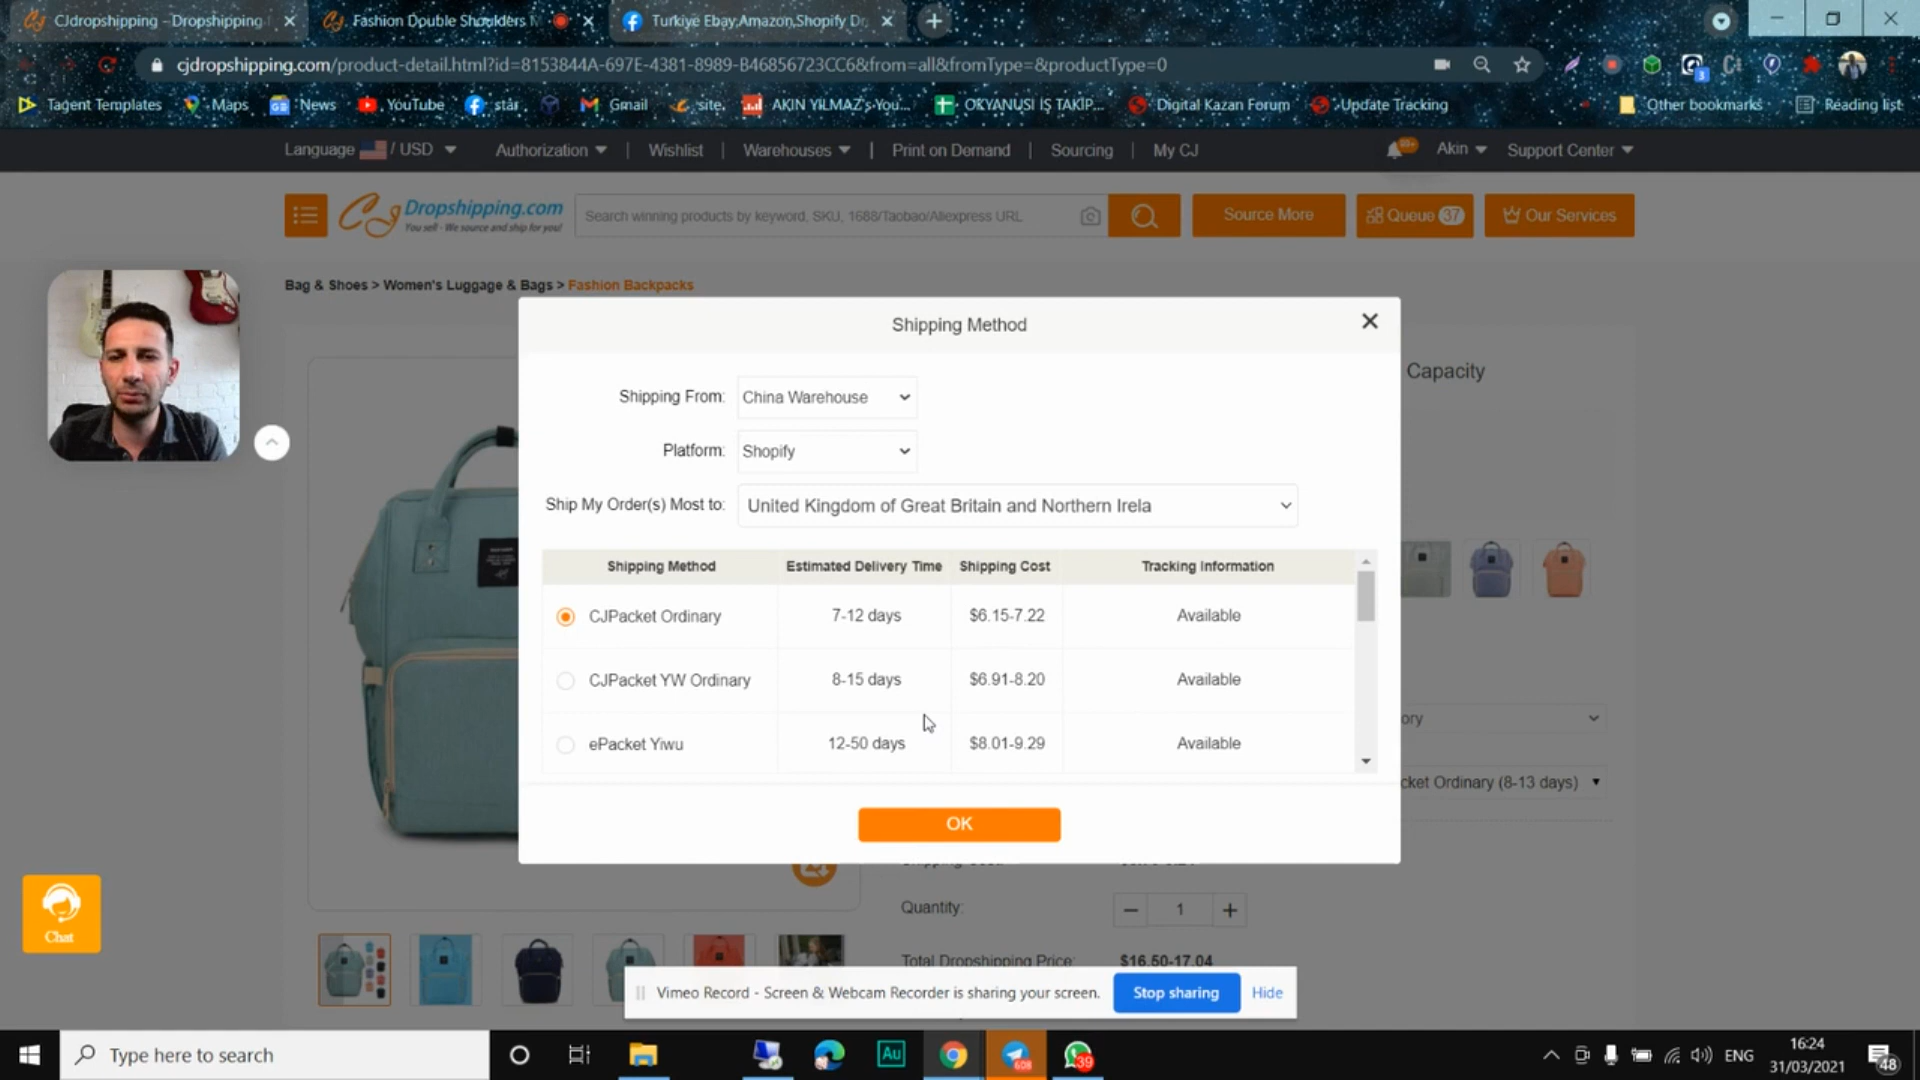 CJdropshipping - Dropshipping
Fashion Double Shoulders
Turkiye Ebay,Amazon,Shopify Dr
cjdropshipping.com/product-detail.html?id=8153844A-697E-4381-8989-B46856723CC6&from=all&fromType=&productType=0
Tagent Templates
Maps
News
YouTube
star
Gmail
site.
AKIN YILMAZ's You...
OKYANUSI İŞ TAKİP...
Digital Kazan Forum
Update Tracking
Other bookmarks
Reading list
Language / USD
Authorization
Wishlist
Warehouses
Print on Demand
Sourcing
My CJ
99+
Akin
Support Center
CJ Dropshipping.com
You sell - We source and ship for you!
Search winning products by keyword, SKU, 1688/Taobao/Aliexpress URL
Source More
Queue 37
Our Services
Bag & Shoes > Women's Luggage & Bags > Fashion Backpacks
Shipping Method
Capacity
Shipping From: China Warehouse
Platform: Shopify
Ship My Order(s) Most to: United Kingdom of Great Britain and Northern Irela
Shipping Method Estimated Delivery Time Shipping Cost Tracking Information
CJPacket Ordinary 7-12 days $6.15-7.22 Available
CJPacket YW Ordinary 8-15 days $6.91-8.20 Available
ory
ePacket Yiwu 12-50 days $8.01-9.29 Available
cket Ordinary (8-13 days)
OK
Quantity: 1
Total Dropshipping Price: $16.50-17.04
Chat
Vimeo Record - Screen & Webcam Recorder is sharing your screen.
Stop sharing
Hide
Type here to search
Au
608
39
ENG
16:24
31/03/2021
48